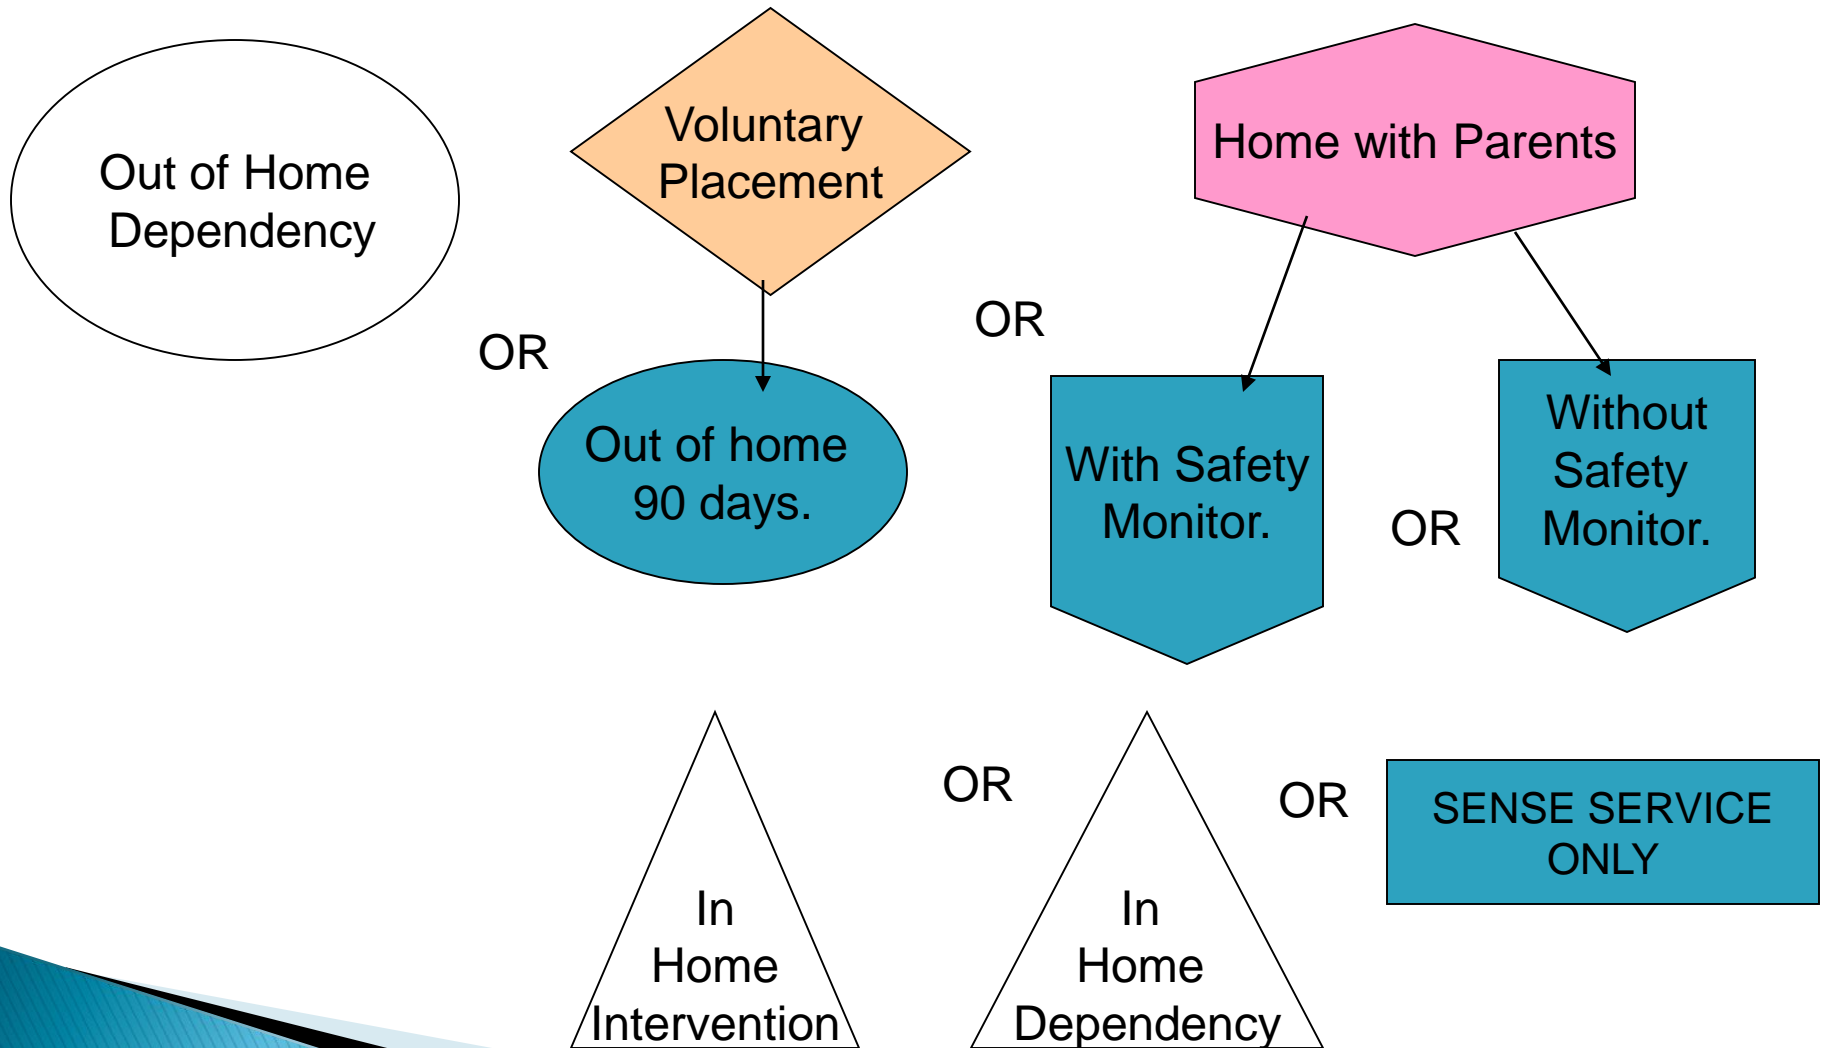 Out of Home
Dependency
OR
Voluntary
Placement
Out of home
90 days.
OR
Home with Parents
With Safety
Monitor.
OR
Without
Safety
Monitor.
In
Home
Intervention
OR
In
Home
Dependency
OR
SENSE SERVICE
ONLY